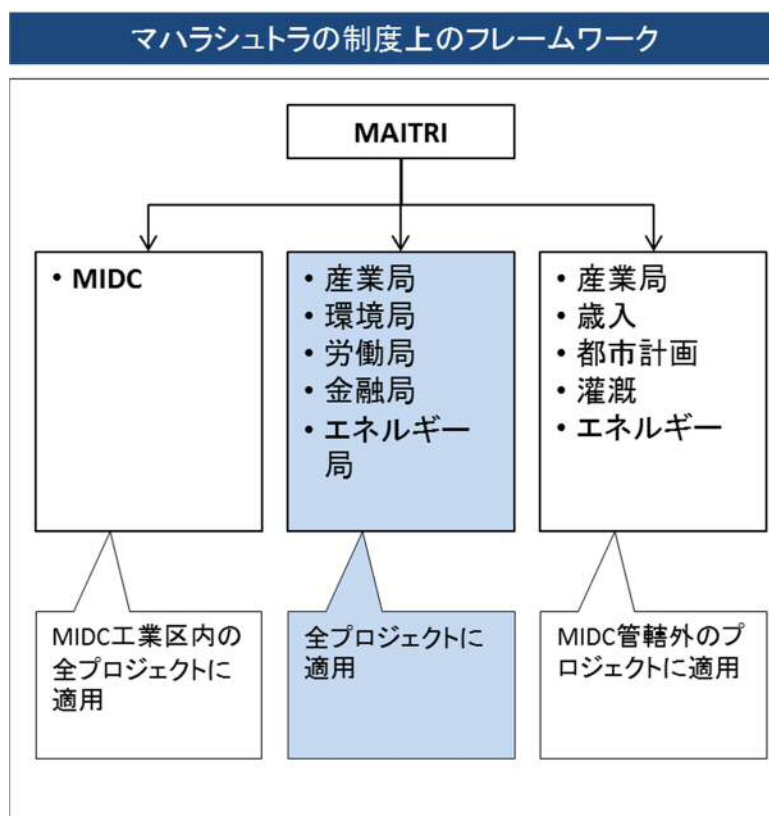 マハラシュトラの制度上のフレームワーク
MAITRI
• MIDC
• 産業局
• 環境局
• 労働局
• 金融局
• エネルギー
局
• 産業局
• 歳入
• 都市計画
• 灌漑
• エネルギー
MIDC工業区内の
全プロジェクトに
適用
全プロジェクトに
適用
MIDC管轄外のプ
ロジェクトに適用